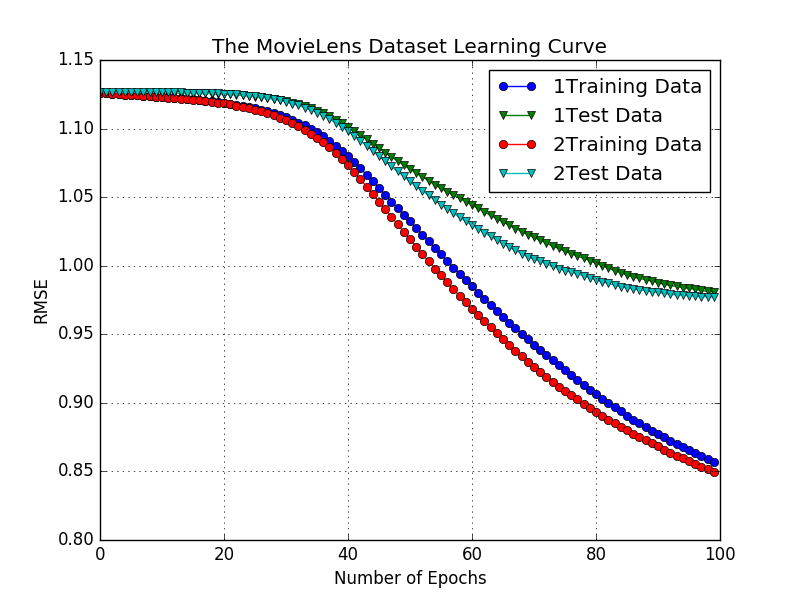 The MovieLens Dataset Learning Curve
1.15
1.10
1.05
1.00
0.95
0.90
0.85
0.80
RMSE
1Training Data
1Test Data
2Training Data
2Test Data
0 20 40 60 80 100
Number of Epochs